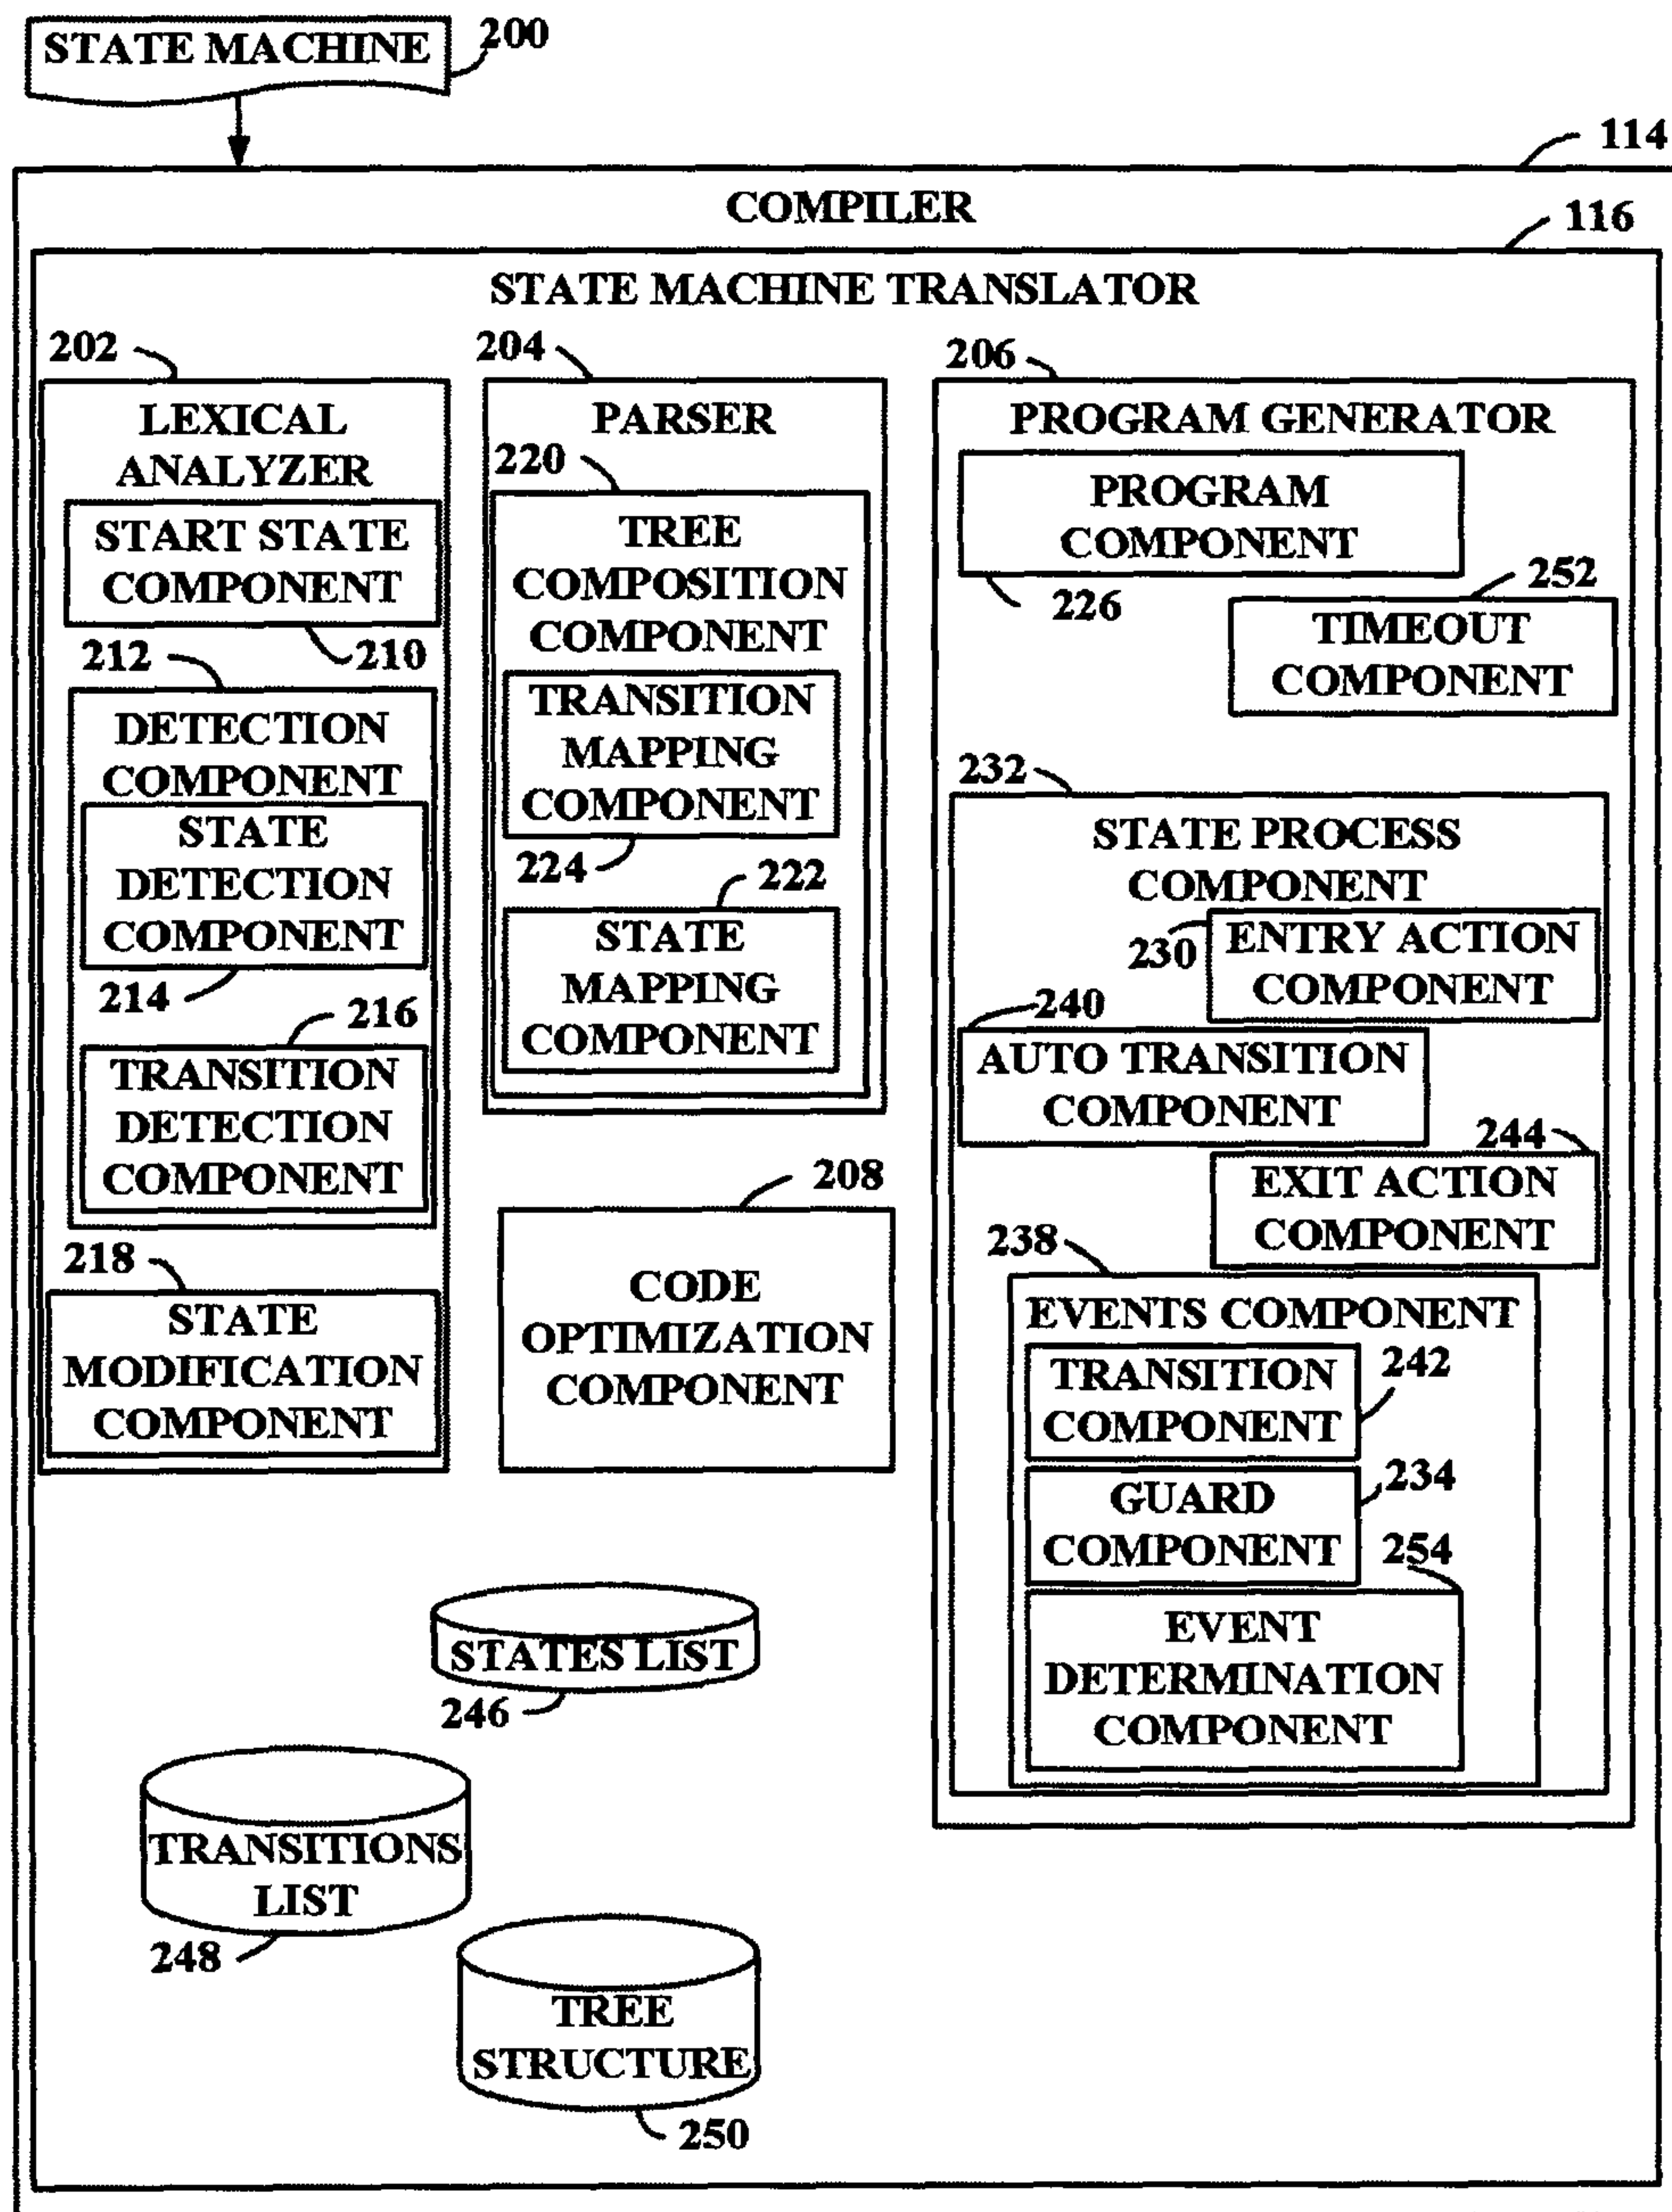 STATE MACHINE
200
114
COMPILER
116
STATE MACHINE TRANSLATOR
202
LEXICAL
ANALYZER
START STATE
COMPONENT
210
212
DETECTION
COMPONENT
STATE
DETECTION
COMPONENT
214
216
TRANSITION
DETECTION
COMPONENT
218
STATE
MODIFICATION
COMPONENT
204
PARSER
220
TREE
COMPOSITION
COMPONENT
TRANSITION
MAPPING
COMPONENT
224
222
STATE
MAPPING
COMPONENT
208
CODE
OPTIMIZATION
COMPONENT
206
PROGRAM GENERATOR
PROGRAM
COMPONENT
226
252
TIMEOUT
COMPONENT
232
STATE PROCESS
COMPONENT
230
ENTRY ACTION
COMPONENT
240
AUTO TRANSITION
COMPONENT
244
EXIT ACTION
COMPONENT
238
EVENTS COMPONENT
TRANSITION
COMPONENT
242
GUARD
COMPONENT
234
254
EVENT
DETERMINATION
COMPONENT
STATES LIST
246
TRANSITIONS
LIST
248
TREE
STRUCTURE
250